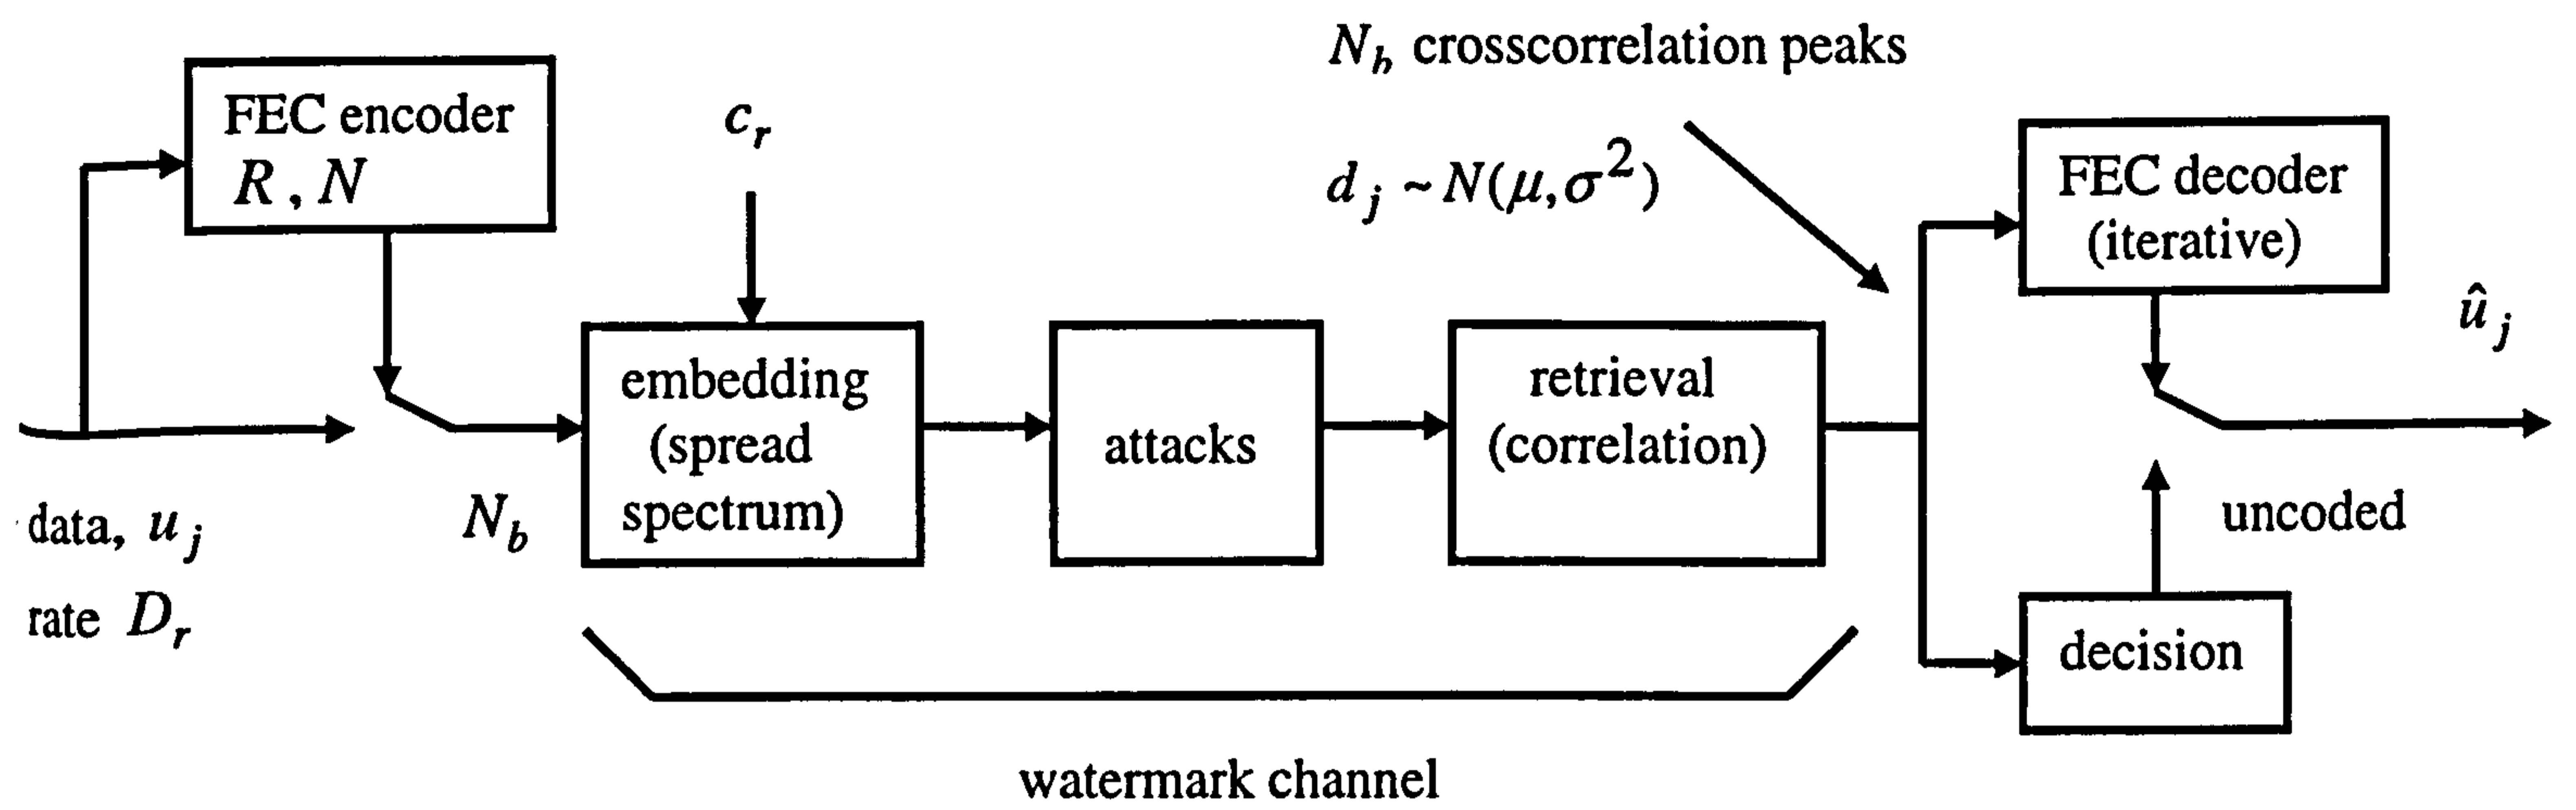 N_h crosscorrelation peaks
FEC encoder
R , N
c_r
d_j ~ N(μ,σ²)
FEC decoder
(iterative)
û_j
embedding
(spread
spectrum)
attacks
retrieval
(correlation)
data, u_j
rate D_r
N_b
uncoded
decision
watermark channel